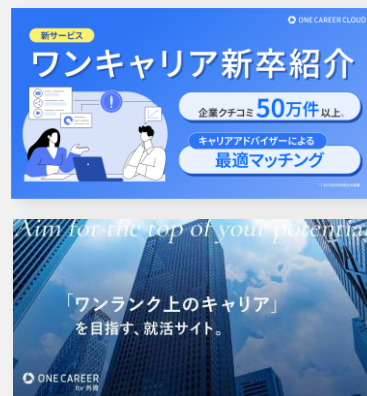 ONE CAREER CLOUD
新サービス
ワンキャリア新卒紹介
企業クチコミ 50万件 以上。
キャリアアドバイザーによる
最適マッチング
Aim for the top of your potential
「ワンランク上のキャリア」
を目指す、就活サイト。
ONE CAREER
for 外資